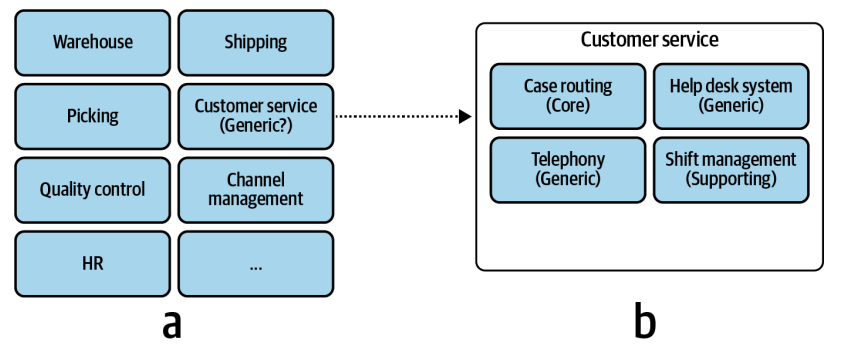 Warehouse
Shipping
Picking
Customer service
(Generic?)
Quality control
Channel
management
HR
...
a
Customer service
Case routing
(Core)
Help desk system
(Generic)
Telephony
(Generic)
Shift management
(Supporting)
b